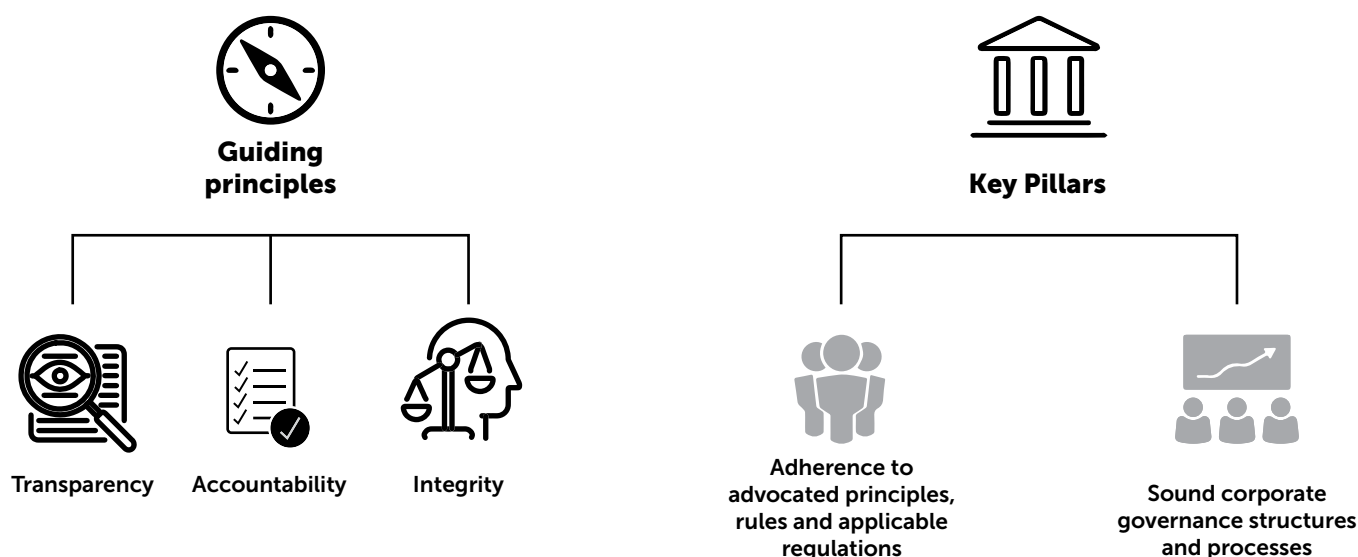 Guiding
principles
Key Pillars
Transparency
Accountability
Integrity
Adherence to
advocated principles,
rules and applicable
regulations
Sound corporate
governance structures
and processes